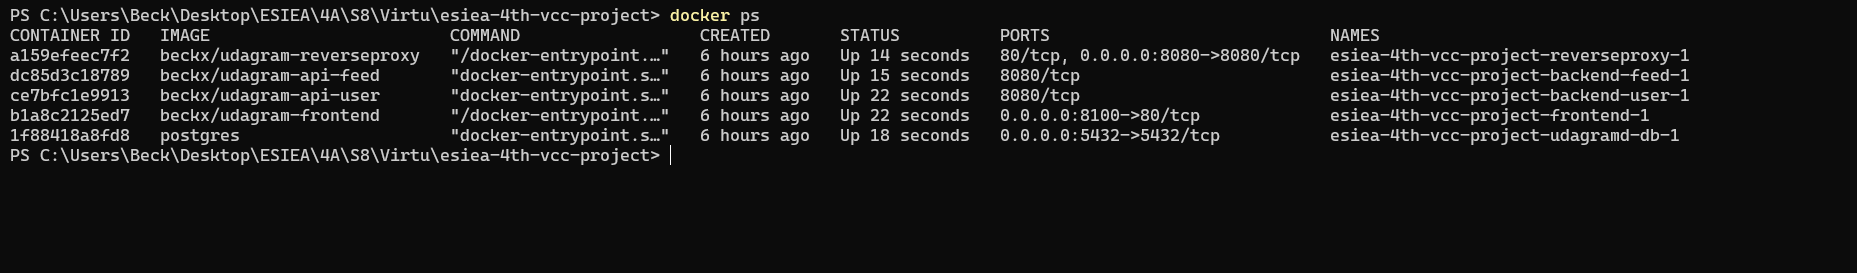 PS C:\Users\Beck\Desktop\ESIEA\4A\S8\Virtu\esiea-4th-vcc-project> docker ps
CONTAINER ID   IMAGE                      COMMAND                  CREATED       STATUS          PORTS                            NAMES
a159efeec7f2   beckx/udagram-reverseproxy   "/docker-entrypoint.…"   6 hours ago   Up 14 seconds   80/tcp, 0.0.0.0:8080->8080/tcp   esiea-4th-vcc-project-reverseproxy-1
dc85d3c18789   beckx/udagram-api-feed       "docker-entrypoint.s…"   6 hours ago   Up 15 seconds   8080/tcp                         esiea-4th-vcc-project-backend-feed-1
ce7bfc1e9913   beckx/udagram-api-user       "docker-entrypoint.s…"   6 hours ago   Up 22 seconds   8080/tcp                         esiea-4th-vcc-project-backend-user-1
b1a8c2125ed7   beckx/udagram-frontend       "/docker-entrypoint.…"   6 hours ago   Up 22 seconds   0.0.0.0:8100->80/tcp             esiea-4th-vcc-project-frontend-1
1f88418a8fd8   postgres                     "docker-entrypoint.s…"   6 hours ago   Up 18 seconds   0.0.0.0:5432->5432/tcp           esiea-4th-vcc-project-udagramd-db-1
PS C:\Users\Beck\Desktop\ESIEA\4A\S8\Virtu\esiea-4th-vcc-project>